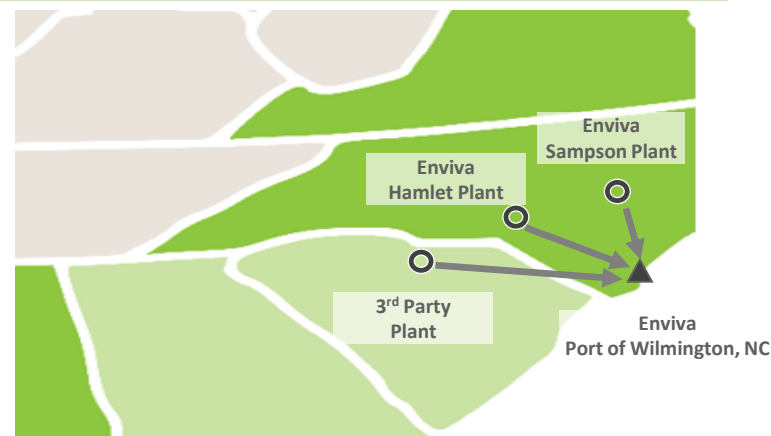 Enviva
Sampson Plant
Enviva
Hamlet Plant
3rd Party
Plant
Enviva
Port of Wilmington, NC